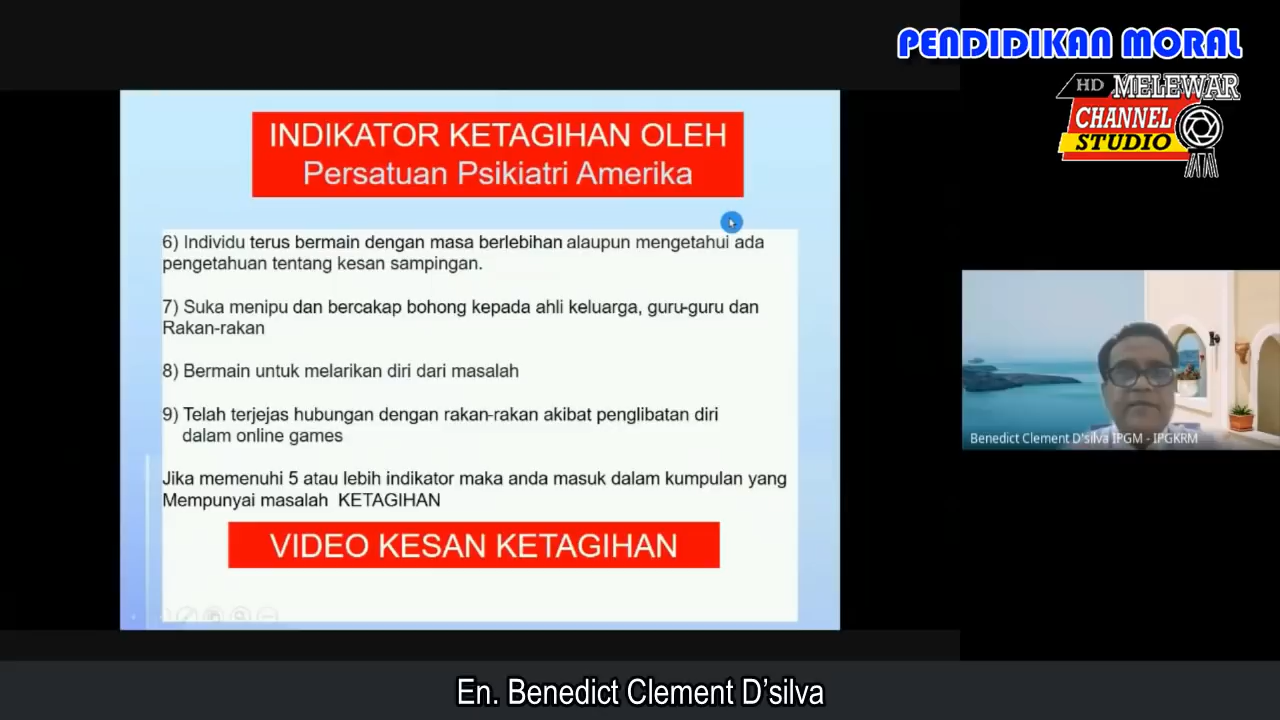 PENDIDIKAN MORAL
HD MELEWAR
CHANNEL
STUDIO
INDIKATOR KETAGIHAN OLEH
Persatuan Psikiatri Amerika
6) Individu terus bermain dengan masa berlebihan alaupun mengetahui ada
pengetahuan tentang kesan sampingan.
7) Suka menipu dan bercakap bohong kepada ahli keluarga, guru-guru dan
Rakan-rakan
8) Bermain untuk melarikan diri dari masalah
9) Telah terjejas hubungan dengan rakan-rakan akibat penglibatan diri
dalam online games
Jika memenuhi 5 atau lebih indikator maka anda masuk dalam kumpulan yang
Mempunyai masalah KETAGIHAN
VIDEO KESAN KETAGIHAN
Benedict Clement D'silva IPGM - IPGKRM
En. Benedict Clement D’silva